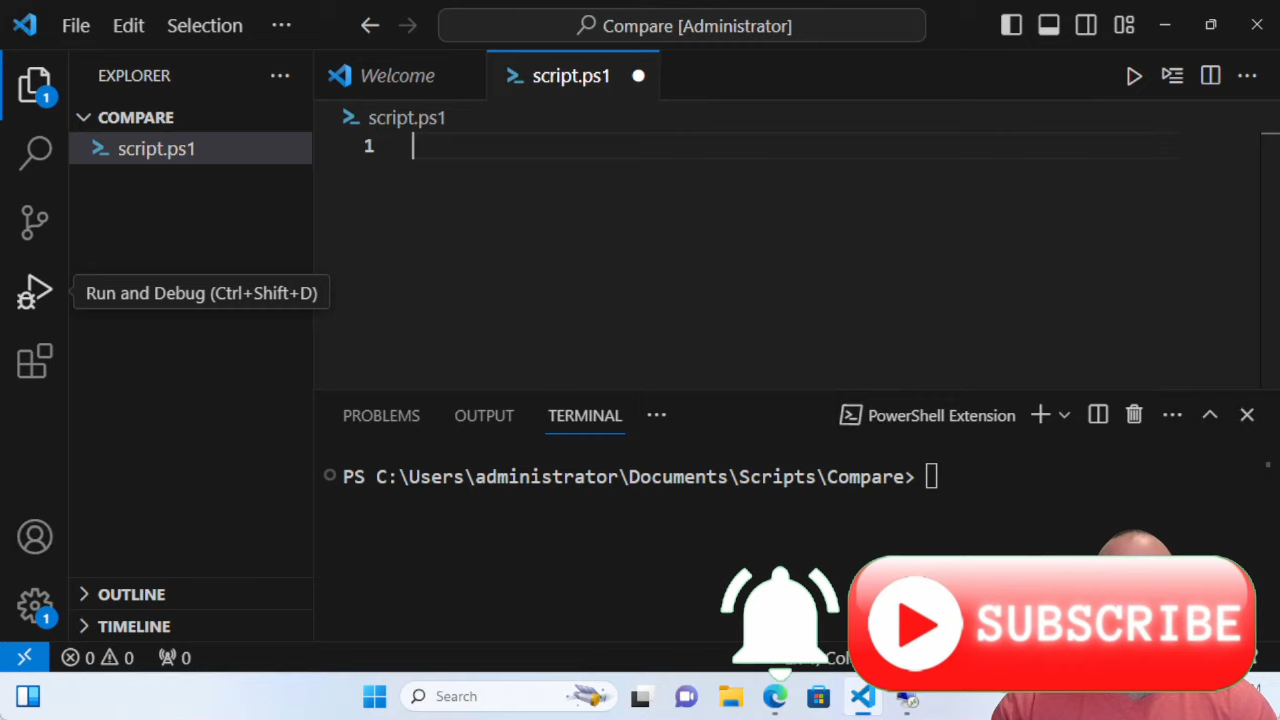 File Edit Selection ···
Compare [Administrator]
EXPLORER ···
COMPARE
script.ps1
1
1
Welcome
script.ps1
script.ps1
1
Run and Debug (Ctrl+Shift+D)
PROBLEMS OUTPUT TERMINAL ···
PowerShell Extension
PS C:\Users\administrator\Documents\Scripts\Compare>
OUTLINE
TIMELINE
0 0 0
SUBSCRIBE
Search